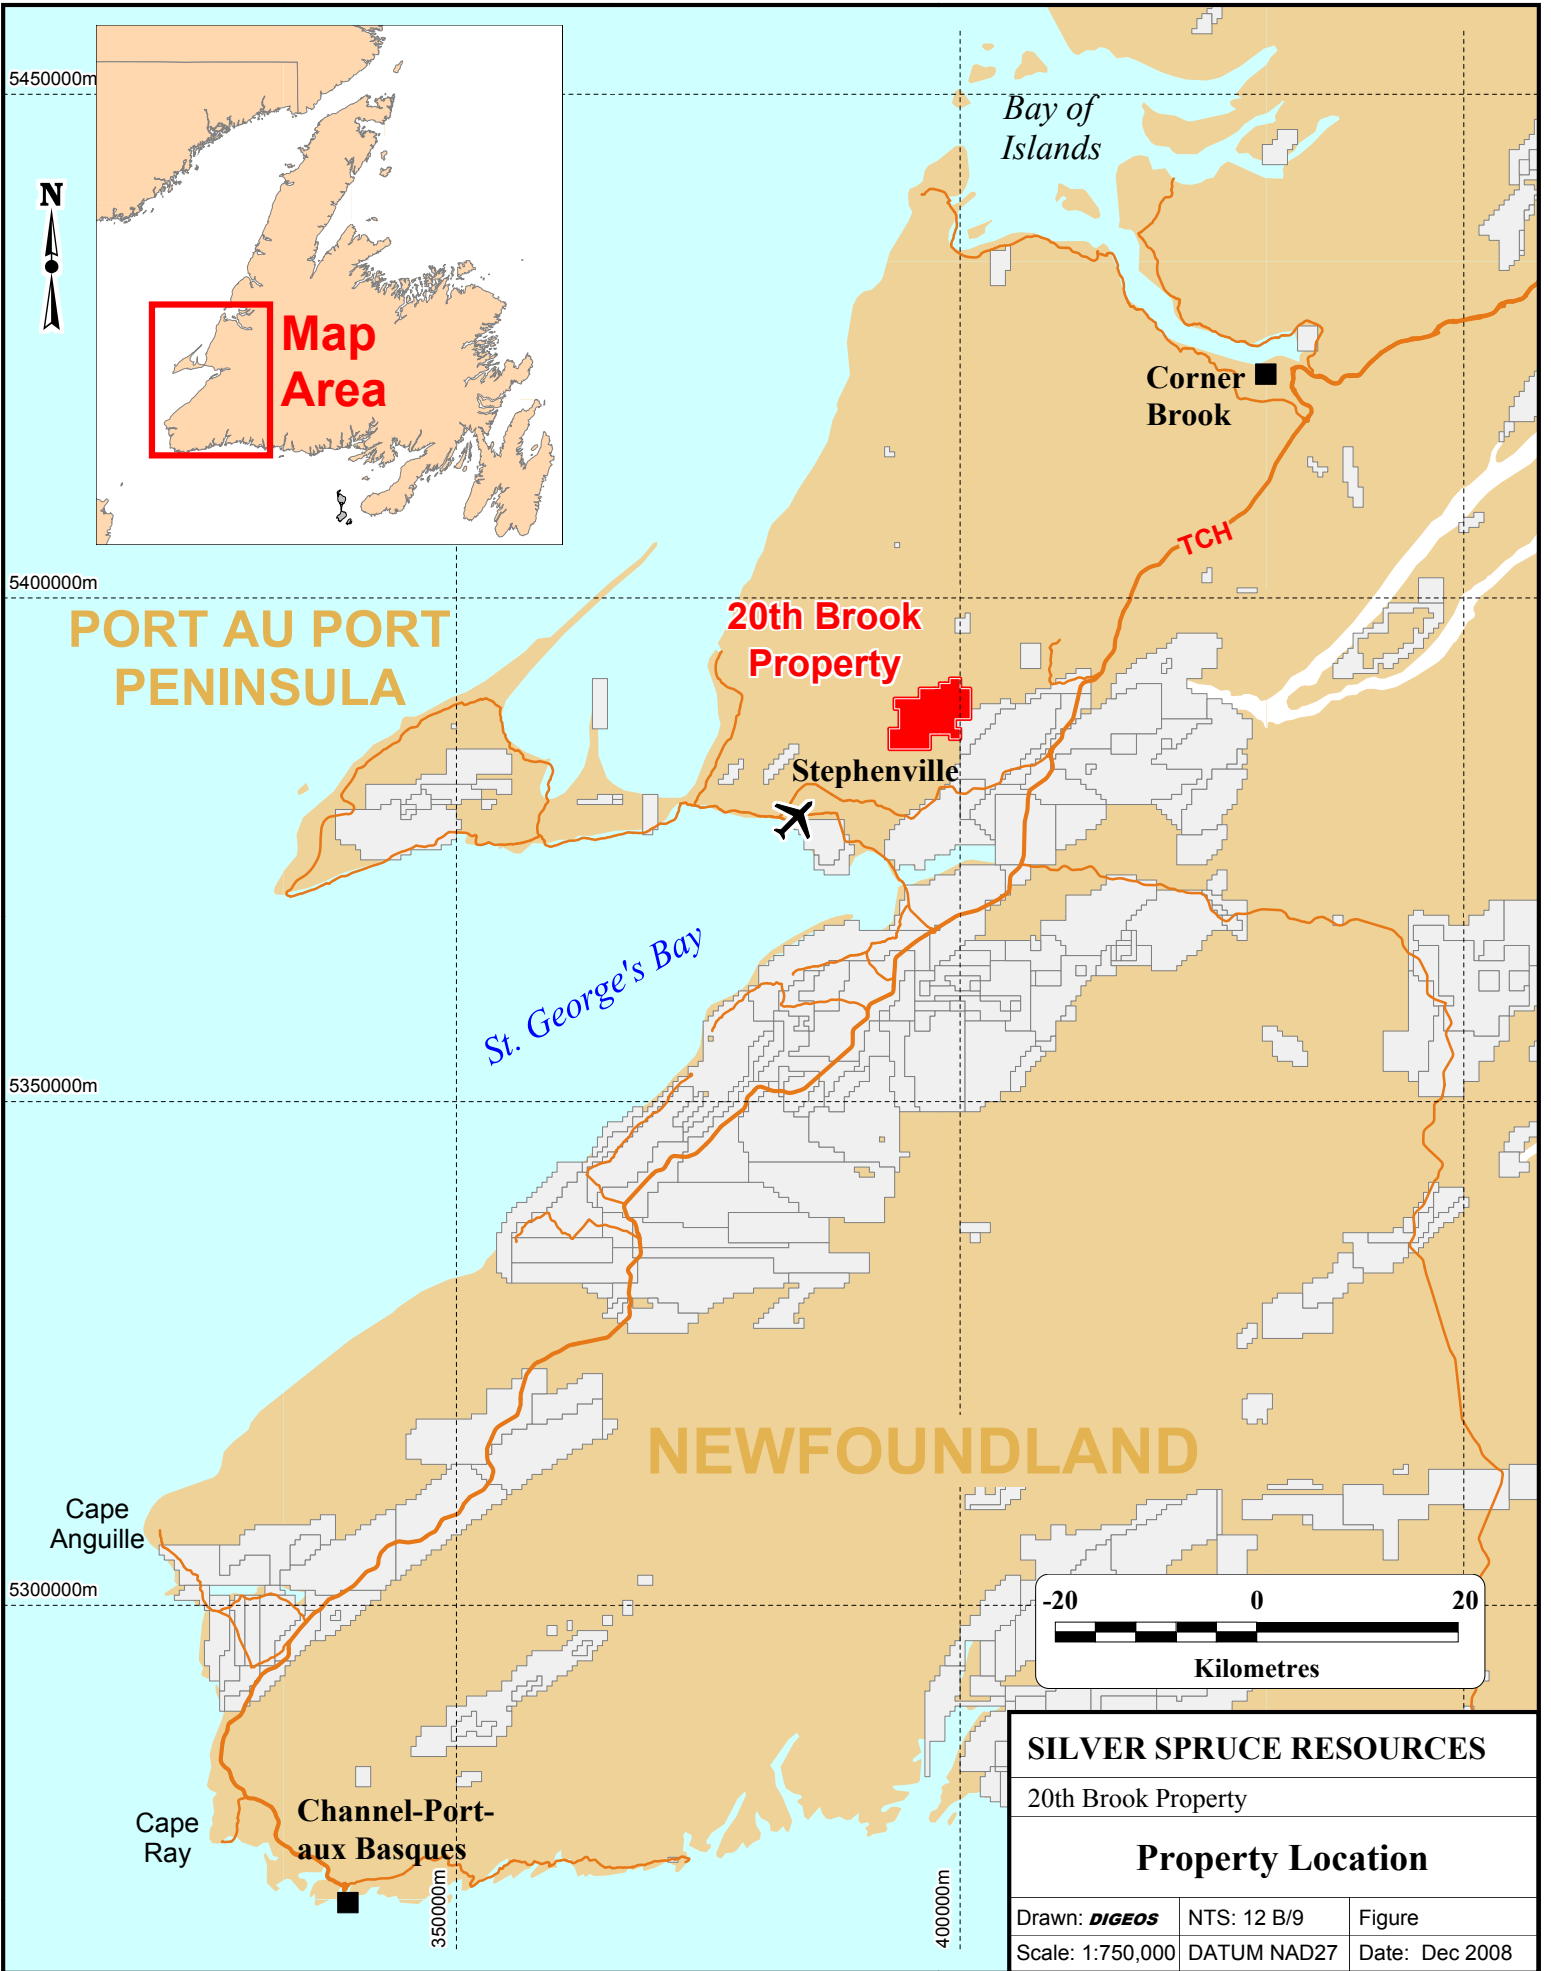 5450000m
N
Map
Area
Bay of
Islands
Corner
Brook
TCH
5400000m
PORT AU PORT
PENINSULA
20th Brook
Property
Stephenville
St. George's Bay
5350000m
NEWFOUNDLAND
Cape
Anguille
5300000m
-20 0 20
Kilometres
Cape
Ray
Channel-Port-
aux Basques
350000m
400000m
SILVER SPRUCE RESOURCES
20th Brook Property
Property Location
Drawn: DIGEOS NTS: 12 B/9 Figure
Scale: 1:750,000 DATUM NAD27 Date: Dec 2008